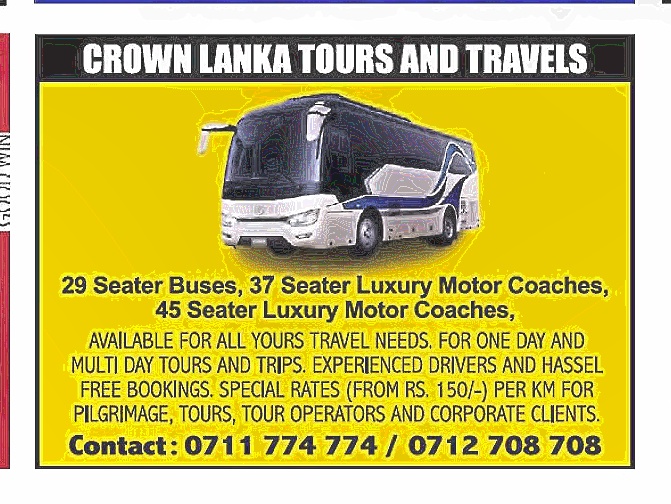 CROWN LANKA TOURS AND TRAVELS
29 Seater Buses, 37 Seater Luxury Motor Coaches,
45 Seater Luxury Motor Coaches,
AVAILABLE FOR ALL YOURS TRAVEL NEEDS. FOR ONE DAY AND
MULTI DAY TOURS AND TRIPS. EXPERIENCED DRIVERS AND HASSEL
FREE BOOKINGS. SPECIAL RATES (FROM RS. 150/-) PER KM FOR
PILGRIMAGE, TOURS, TOUR OPERATORS AND CORPORATE CLIENTS.
Contact: 0711 774 774 / 0712 708 708